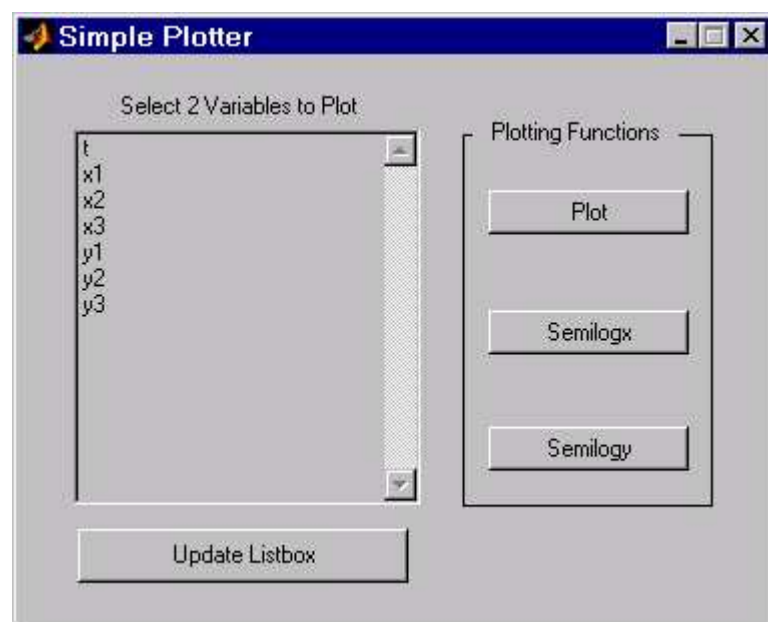 Simple Plotter
Select 2 Variables to Plot
t
x1
x2
x3
y1
y2
y3
Update Listbox
Plotting Functions
Plot
Semilogx
Semilogy